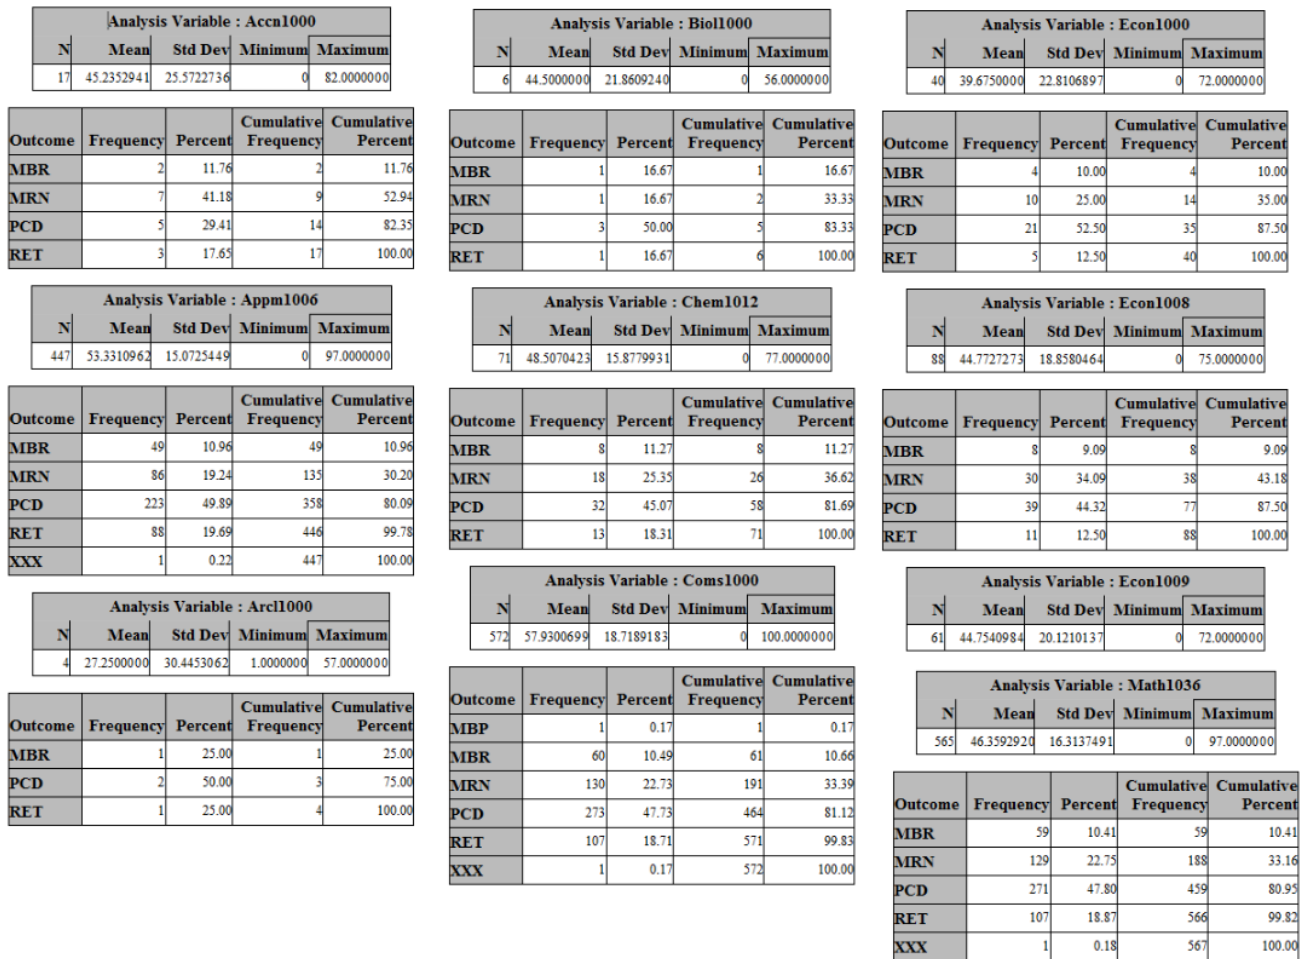 Analysis Variable : Accn1000
N Mean Std Dev Minimum Maximum
17 45.2352941 25.5722736 0 82.0000000
Outcome Frequency Percent Cumulative Frequency Cumulative Percent
MBR 2 11.76 2 11.76
MRN 7 41.18 9 52.94
PCD 5 29.41 14 82.35
RET 3 17.65 17 100.00
Analysis Variable : Appm1006
N Mean Std Dev Minimum Maximum
447 53.3310962 15.0725449 0 97.0000000
Outcome Frequency Percent Cumulative Frequency Cumulative Percent
MBR 49 10.96 49 10.96
MRN 86 19.24 135 30.20
PCD 223 49.89 358 80.09
RET 88 19.69 446 99.78
XXX 1 0.22 447 100.00
Analysis Variable : Arcl1000
N Mean Std Dev Minimum Maximum
4 27.2500000 30.4453062 1.0000000 57.0000000
Outcome Frequency Percent Cumulative Frequency Cumulative Percent
MBR 1 25.00 1 25.00
PCD 2 50.00 3 75.00
RET 1 25.00 4 100.00
Analysis Variable : Biol1000
N Mean Std Dev Minimum Maximum
6 44.5000000 21.8609240 0 56.0000000
Outcome Frequency Percent Cumulative Frequency Cumulative Percent
MBR 1 16.67 1 16.67
MRN 1 16.67 2 33.33
PCD 3 50.00 5 83.33
RET 1 16.67 6 100.00
Analysis Variable : Chem1012
N Mean Std Dev Minimum Maximum
71 48.5070423 15.8779931 0 77.0000000
Outcome Frequency Percent Cumulative Frequency Cumulative Percent
MBR 8 11.27 8 11.27
MRN 18 25.35 26 36.62
PCD 32 45.07 58 81.69
RET 13 18.31 71 100.00
Analysis Variable : Coms1000
N Mean Std Dev Minimum Maximum
572 57.9300699 18.7189183 0 100.0000000
Outcome Frequency Percent Cumulative Frequency Cumulative Percent
MBP 1 0.17 1 0.17
MBR 60 10.49 61 10.66
MRN 130 22.73 191 33.39
PCD 273 47.73 464 81.12
RET 107 18.71 571 99.83
XXX 1 0.17 572 100.00
Analysis Variable : Econ1000
N Mean Std Dev Minimum Maximum
40 39.6750000 22.8106897 0 72.0000000
Outcome Frequency Percent Cumulative Frequency Cumulative Percent
MBR 4 10.00 4 10.00
MRN 10 25.00 14 35.00
PCD 21 52.50 35 87.50
RET 5 12.50 40 100.00
Analysis Variable : Econ1008
N Mean Std Dev Minimum Maximum
88 44.7727273 18.8580464 0 75.0000000
Outcome Frequency Percent Cumulative Frequency Cumulative Percent
MBR 8 9.09 8 9.09
MRN 30 34.09 38 43.18
PCD 39 44.32 77 87.50
RET 11 12.50 88 100.00
Analysis Variable : Econ1009
N Mean Std Dev Minimum Maximum
61 44.7540984 20.1210137 0 72.0000000
Analysis Variable : Math1036
N Mean Std Dev Minimum Maximum
565 46.3592920 16.3137491 0 97.0000000
Outcome Frequency Percent Cumulative Frequency Cumulative Percent
MBR 59 10.41 59 10.41
MRN 129 22.75 188 33.16
PCD 271 47.80 459 80.95
RET 107 18.87 566 99.82
XXX 1 0.18 567 100.00